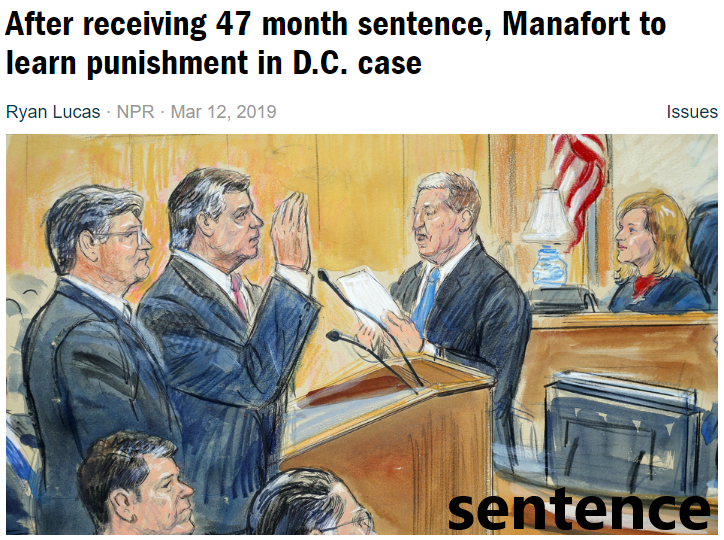 After receiving 47 month sentence, Manafort to
learn punishment in D.C. case
Ryan Lucas · NPR · Mar 12, 2019 Issues
sentence